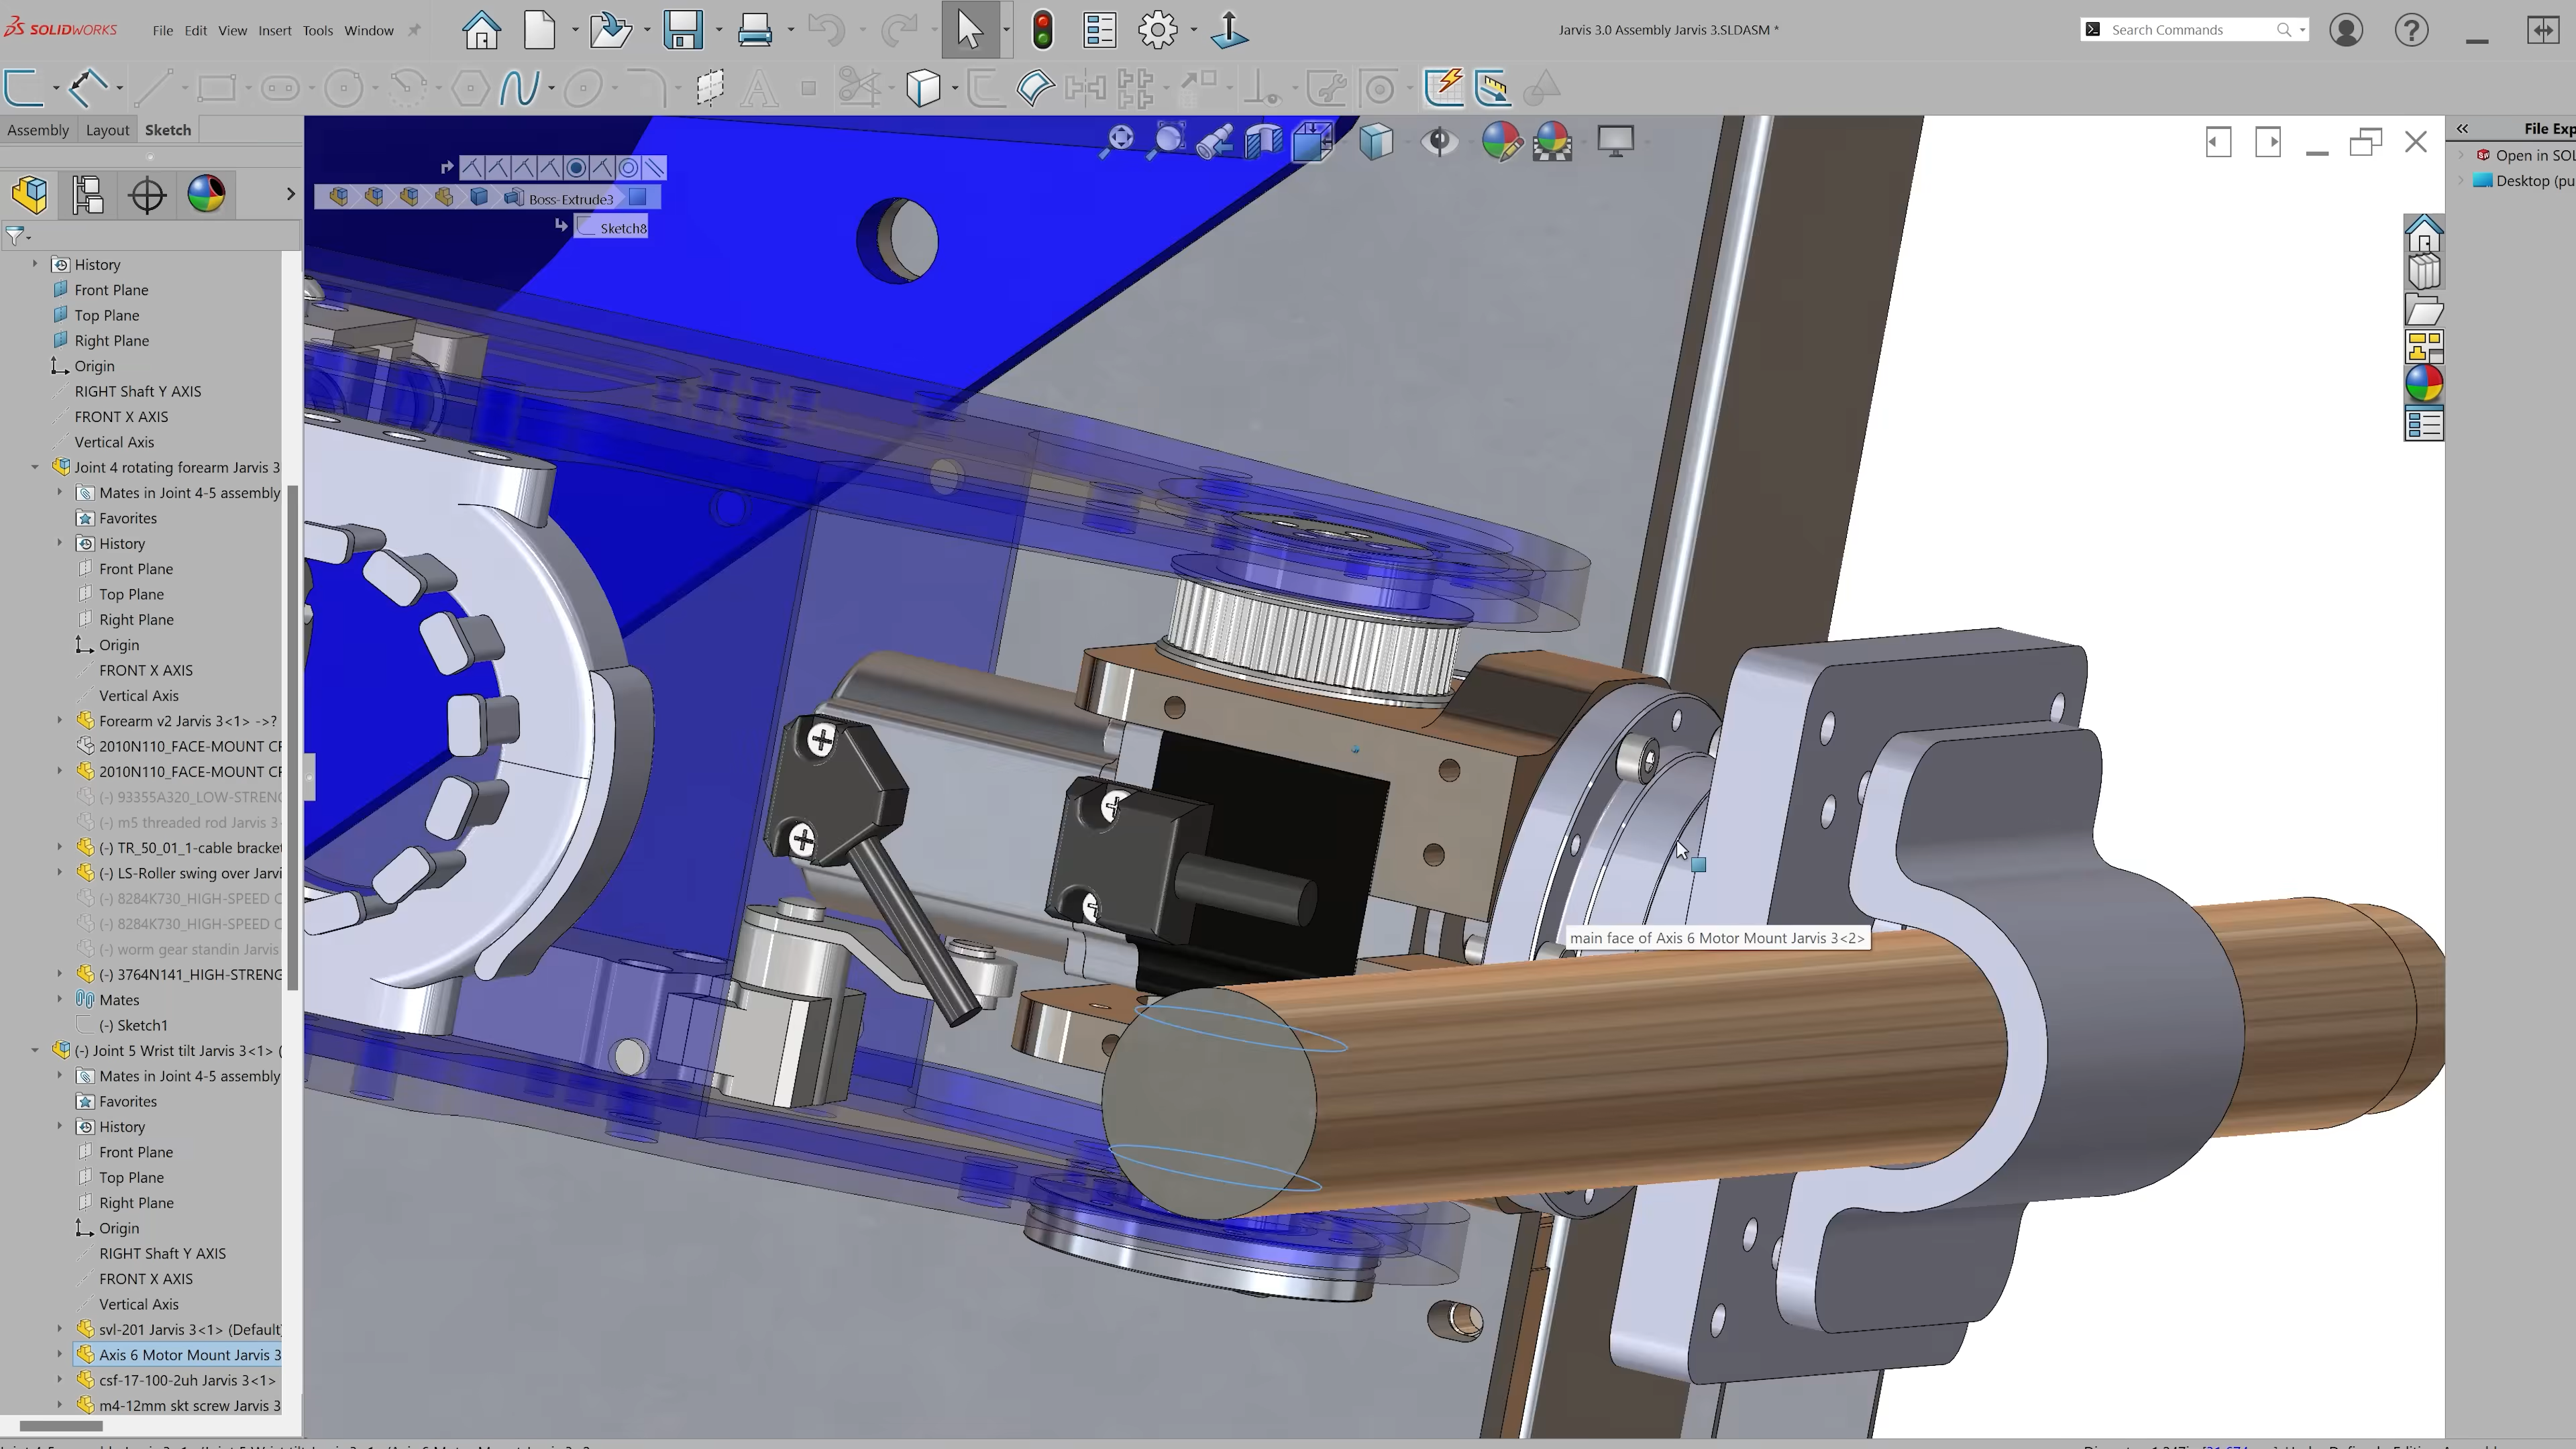 SOLIDWORKS
File Edit View Insert Tools Window
Jarvis 3.0 Assembly Jarvis 3.SLDASM *
Search Commands
Assembly Layout Sketch
File Exp
Open in SOL
Desktop (pu
Boss-Extrude3
Sketch8
History
Front Plane
Top Plane
Right Plane
Origin
RIGHT Shaft Y AXIS
FRONT X AXIS
Vertical Axis
Joint 4 rotating forearm Jarvis 3
Mates in Joint 4-5 assembly
Favorites
History
Front Plane
Top Plane
Right Plane
Origin
FRONT X AXIS
Vertical Axis
Forearm v2 Jarvis 3<1> ->?
2010N110_FACE-MOUNT CR
2010N110_FACE-MOUNT CR
(-) 93355A320_LOW-STRENG
(-) m5 threaded rod Jarvis 3
(-) TR_50_01_1-cable bracket
(-) LS-Roller swing over Jarvi
(-) 8284K730_HIGH-SPEED C
(-) 8284K730_HIGH-SPEED C
(-) worm gear standin Jarvis
(-) 3764N141_HIGH-STRENG
Mates
(-) Sketch1
(-) Joint 5 Wrist tilt Jarvis 3<1> (
Mates in Joint 4-5 assembly
Favorites
History
Front Plane
Top Plane
Right Plane
Origin
RIGHT Shaft Y AXIS
FRONT X AXIS
Vertical Axis
svl-201 Jarvis 3<1> (Default)
Axis 6 Motor Mount Jarvis 3
csf-17-100-2uh Jarvis 3<1>
m4-12mm skt screw Jarvis 3
main face of Axis 6 Motor Mount Jarvis 3<2>